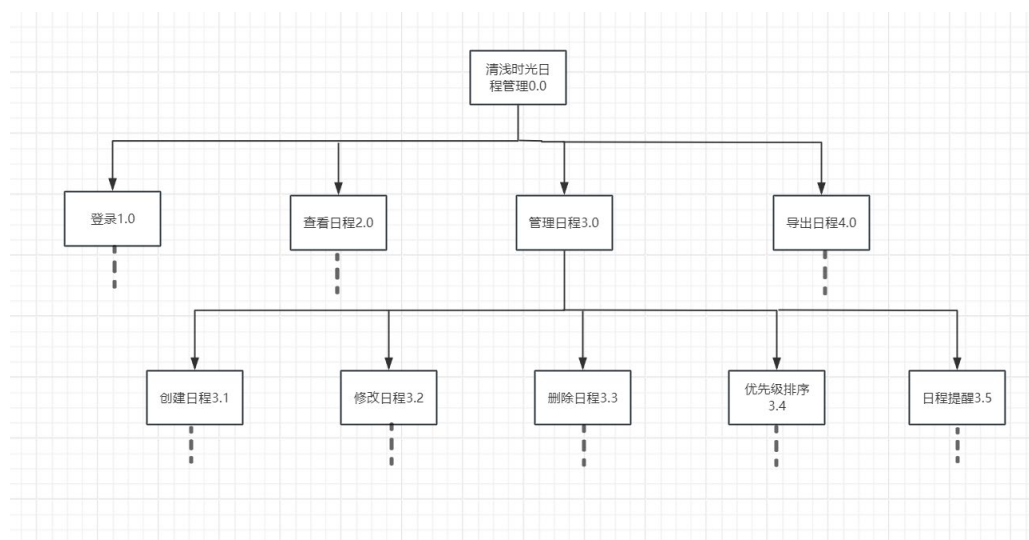 清浅时光日
程管理0.0
登录1.0
查看日程2.0
管理日程3.0
导出日程4.0
创建日程3.1
修改日程3.2
删除日程3.3
优先级排序
3.4
日程提醒3.5